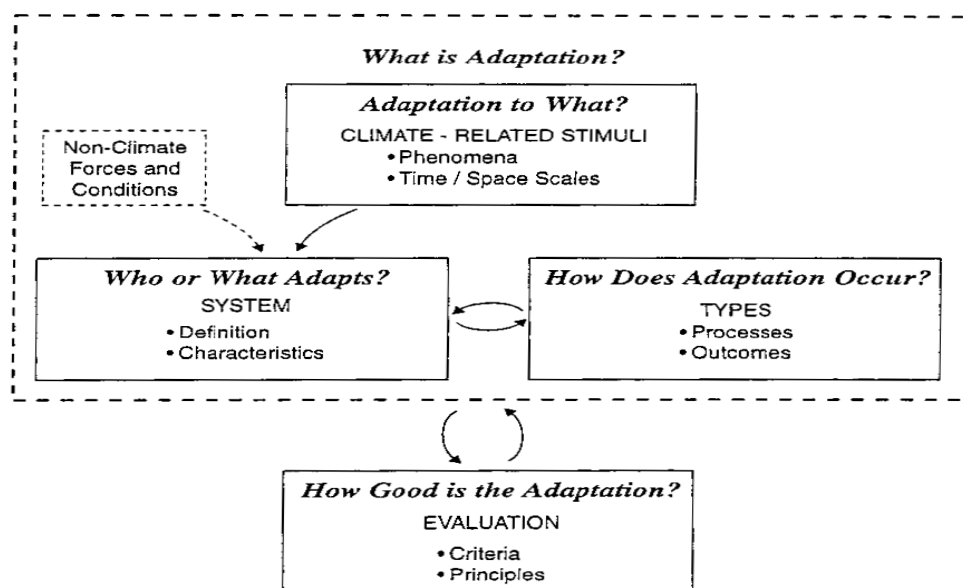 What is Adaptation?
Adaptation to What?
CLIMATE - RELATED STIMULI
• Phenomena
• Time / Space Scales
Non-Climate
Forces and
Conditions
Who or What Adapts?
SYSTEM
• Definition
• Characteristics
How Does Adaptation Occur?
TYPES
• Processes
• Outcomes
How Good is the Adaptation?
EVALUATION
• Criteria
• Principles